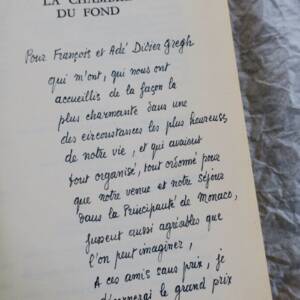 LA CHAMBRE
DU FOND
Pour François et Adé Didier Gregh
qui m'ont, qui nous ont
accueillis de la façon la
plus charmante dans une
des circonstances les plus heureuses
de notre vie, et qui avaient
tout organisé, tout ordonné pour
que notre venue et notre séjour
dans la Principauté de Monaco,
fussent aussi agréables que
l'on peut imaginer,
A ces amis sans prix, je
décernerai le grand prix